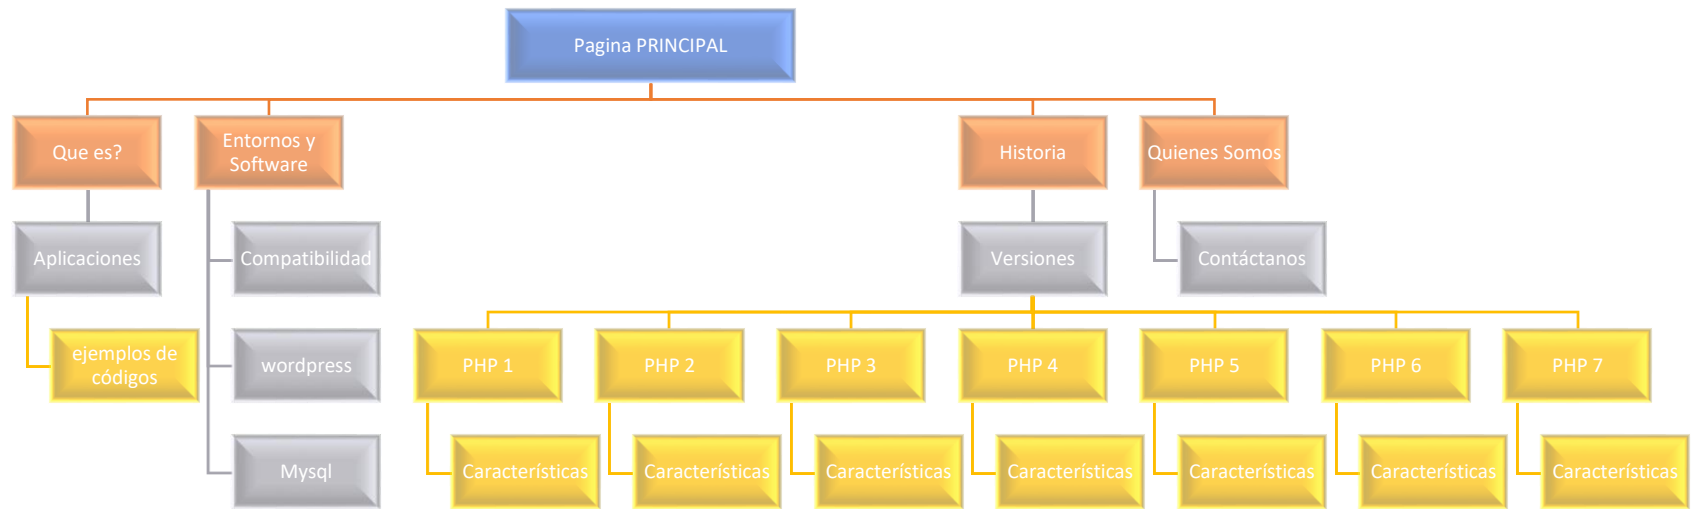 Pagina PRINCIPAL
Que es?
Entornos y
Software
Historia
Quienes Somos
Aplicaciones
Compatibilidad
Versiones
Contáctanos
ejemplos de
códigos
wordpress
PHP 1
PHP 2
PHP 3
PHP 4
PHP 5
PHP 6
PHP 7
Mysql
Características
Características
Características
Características
Características
Características
Características